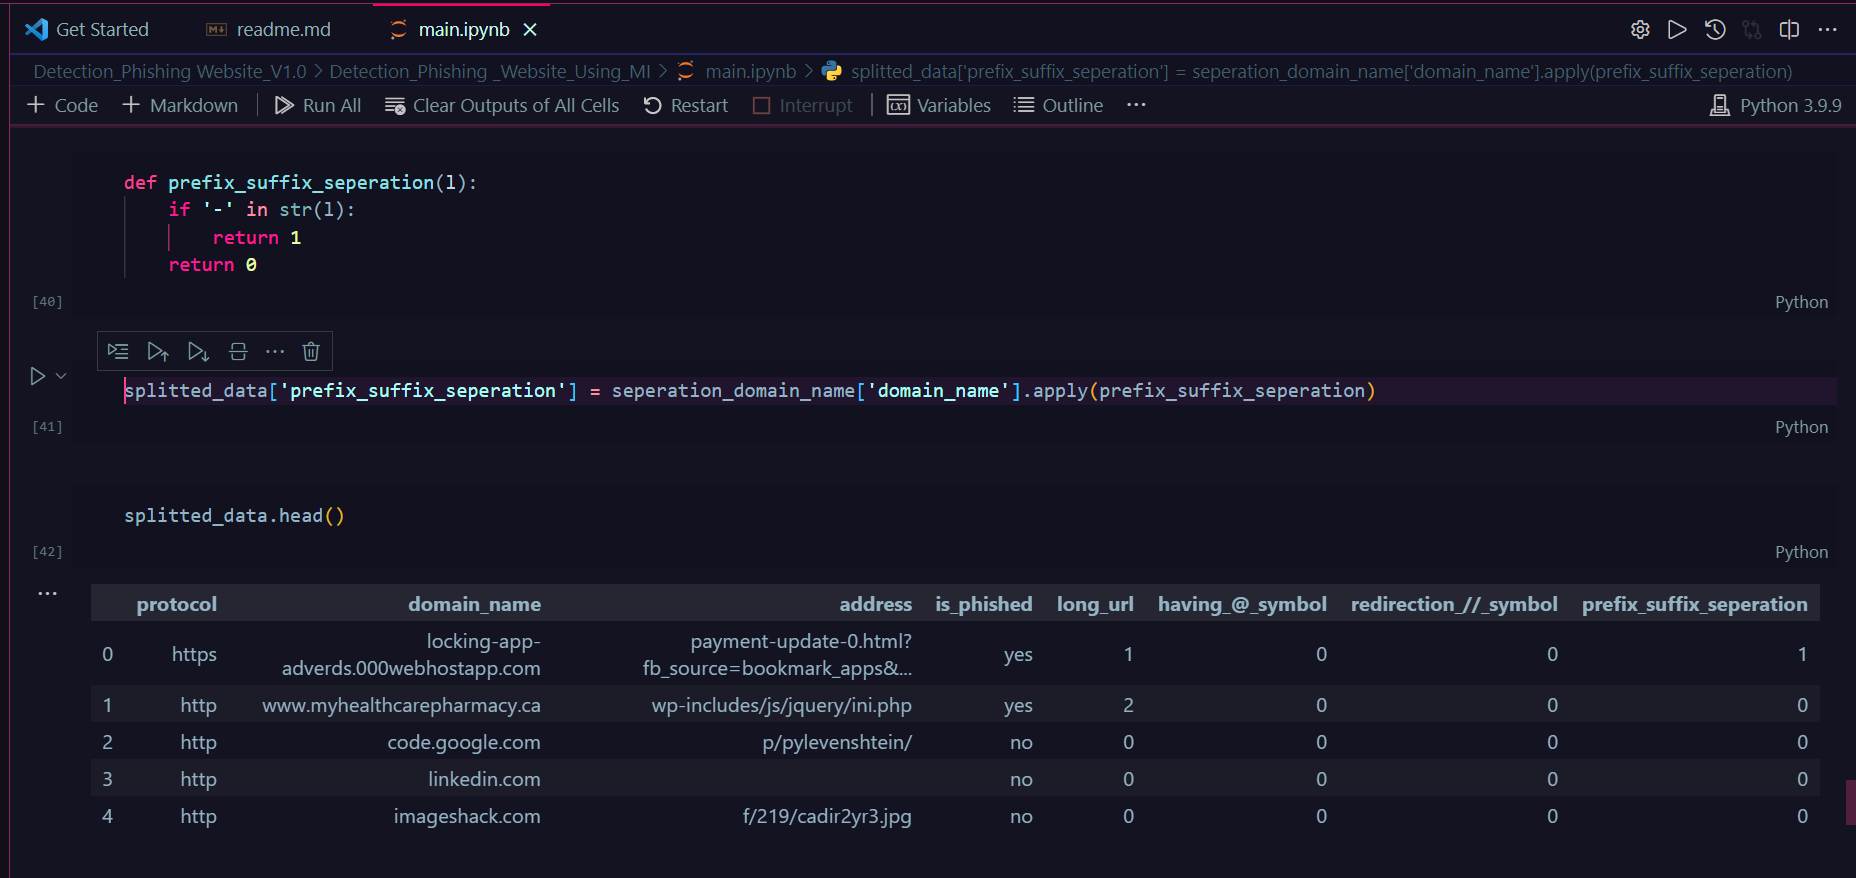 Get Started readme.md main.ipynb
Detection_Phishing Website_V1.0 > Detection_Phishing _Website_Using_Ml > main.ipynb > splitted_data['prefix_suffix_seperation'] = seperation_domain_name['domain_name'].apply(prefix_suffix_seperation)
+ Code + Markdown Run All Clear Outputs of All Cells Restart Interrupt Variables Outline ... Python 3.9.9
def prefix_suffix_seperation(l):
if '-' in str(l):
return 1
return 0
[40] Python
splitted_data['prefix_suffix_seperation'] = seperation_domain_name['domain_name'].apply(prefix_suffix_seperation)
[41] Python
splitted_data.head()
[42] Python
protocol domain_name address is_phished long_url having_@_symbol redirection_//_symbol prefix_suffix_seperation
0 https locking-app-adverds.000webhostapp.com payment-update-0.html?fb_source=bookmark_apps&... yes 1 0 0 1
1 http www.myhealthcarepharmacy.ca wp-includes/js/jquery/ini.php yes 2 0 0 0
2 http code.google.com p/pylevenshtein/ no 0 0 0 0
3 http linkedin.com no 0 0 0 0
4 http imageshack.com f/219/cadir2yr3.jpg no 0 0 0 0